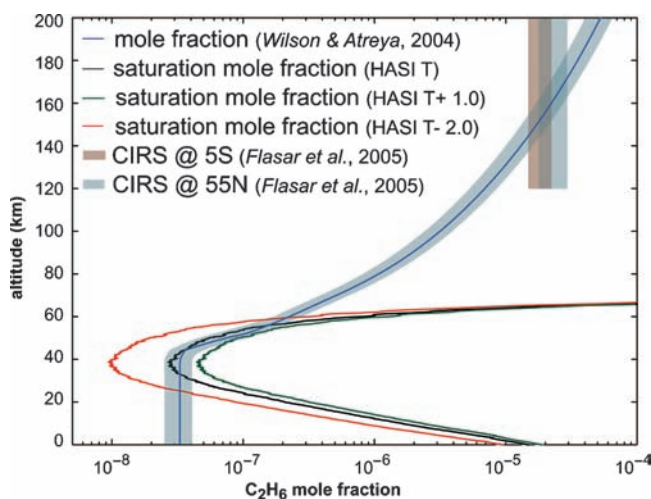 200
180
160
140
120
100
80
60
40
20
0
altitude (km)
mole fraction (Wilson & Atreya, 2004)
saturation mole fraction (HASI T)
saturation mole fraction (HASI T+ 1.0)
saturation mole fraction (HASI T- 2.0)
CIRS @ 5S (Flasar et al., 2005)
CIRS @ 55N (Flasar et al., 2005)
10⁻⁸ 10⁻⁷ 10⁻⁶ 10⁻⁵ 10⁻⁴
C₂H₆ mole fraction